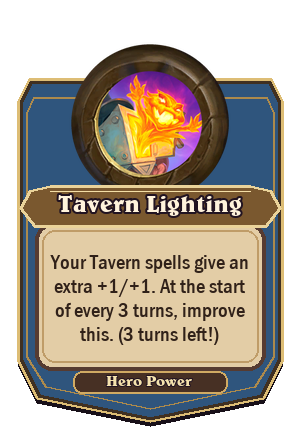 Tavern Lighting
Your Tavern spells give an
extra +1/+1. At the start
of every 3 turns, improve
this. (3 turns left!)
Hero Power